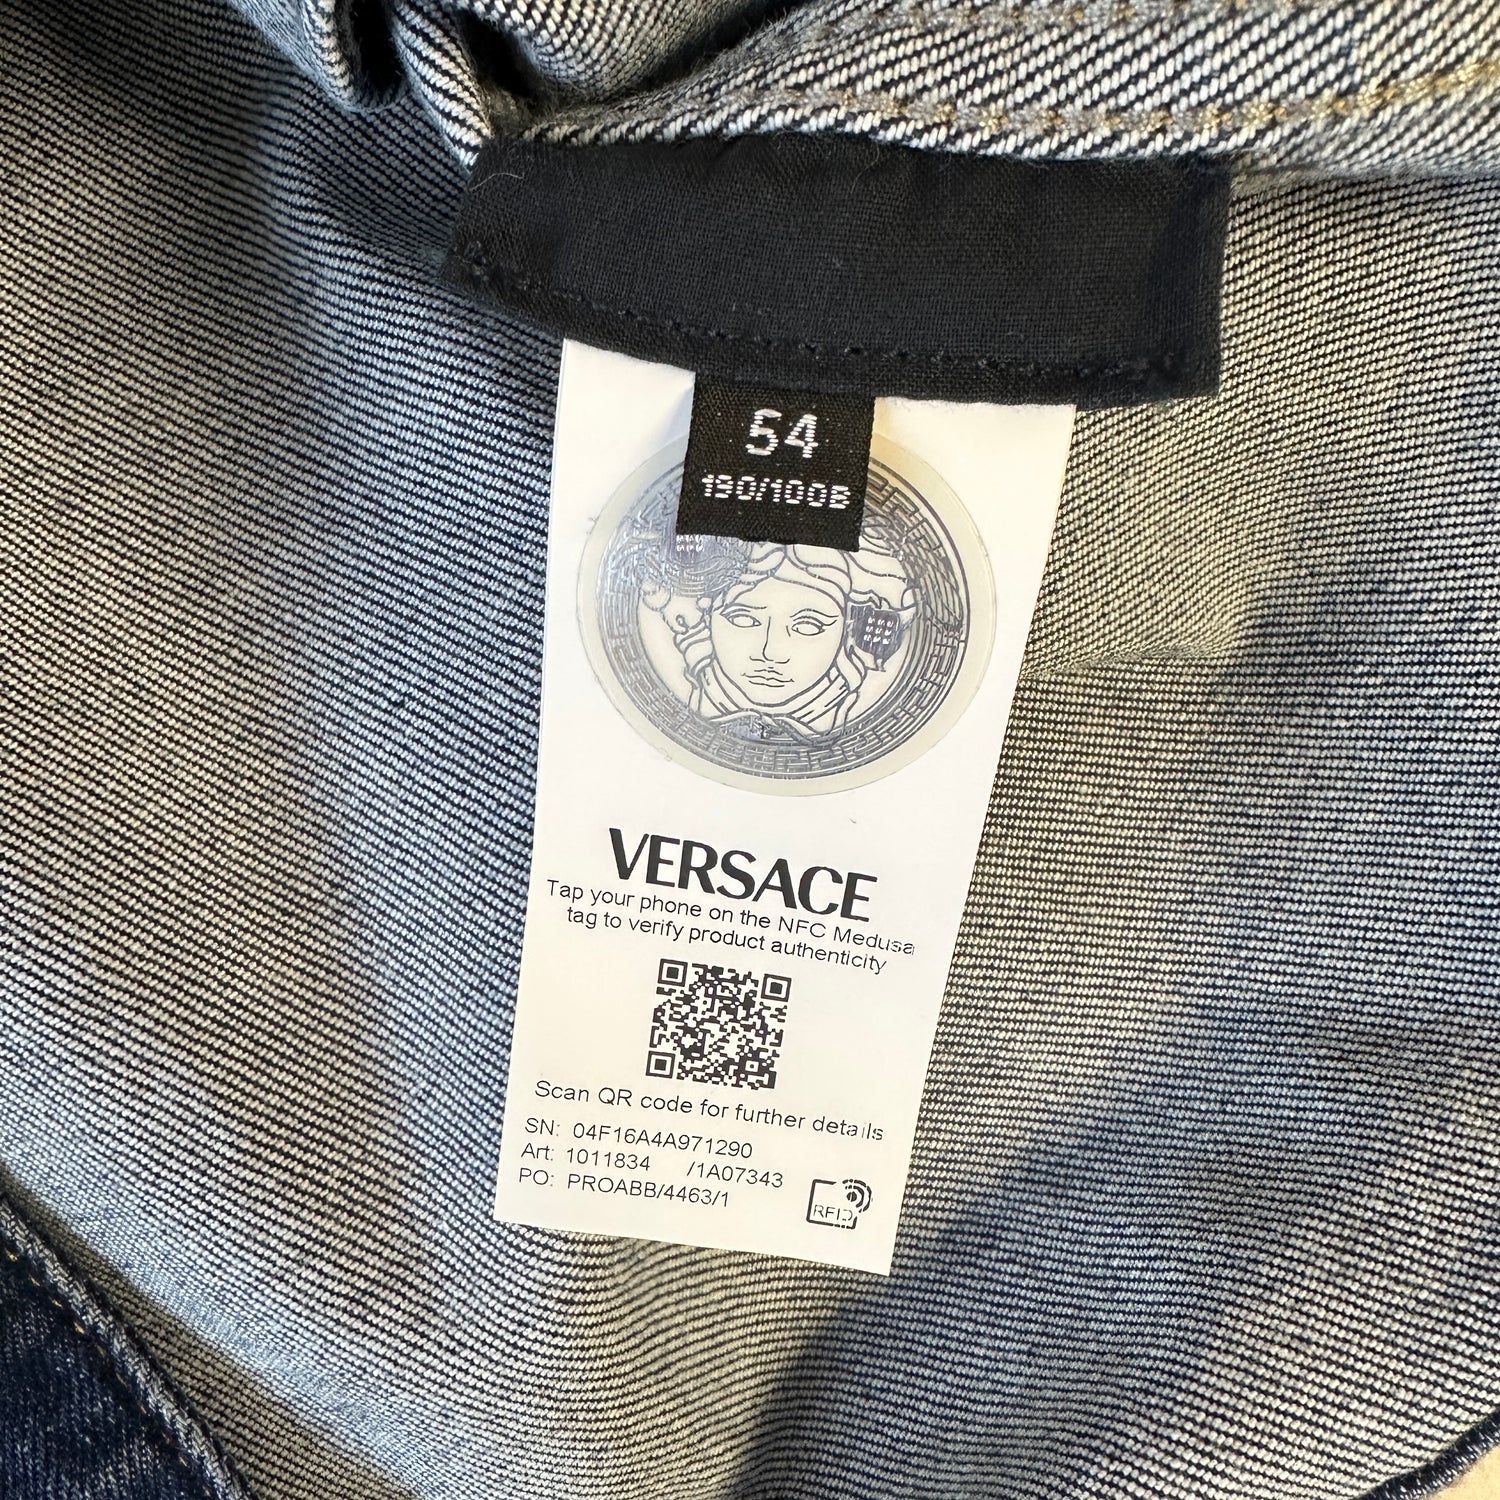 54
190/100B
VERSACE
Tap your phone on the NFC Medusa
tag to verify product authenticity
Scan QR code for further details
SN: 04F16A4A971290
Art: 1011834 /1A07343
PO: PROABB/4463/1
RFID